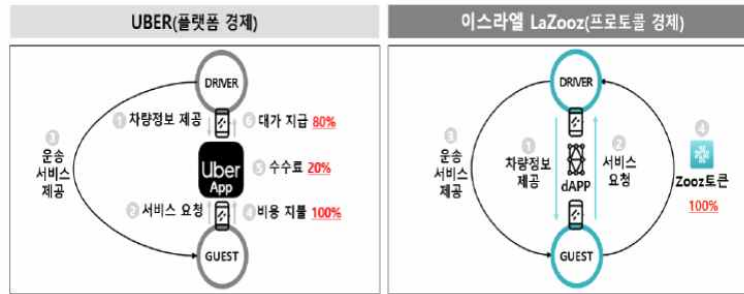 UBER(플랫폼 경제)
DRIVER
① 차량정보 제공
⑥ 대가 지급 80%
③
운송
서비스
제공
Uber
App
⑤ 수수료 20%
② 서비스 요청
④ 비용 지불 100%
GUEST
이스라엘 LaZooz(프로토콜 경제)
DRIVER
③
운송
서비스
제공
①
차량정보
제공
dAPP
②
서비스
요청
④
Zooz토큰
100%
GUEST